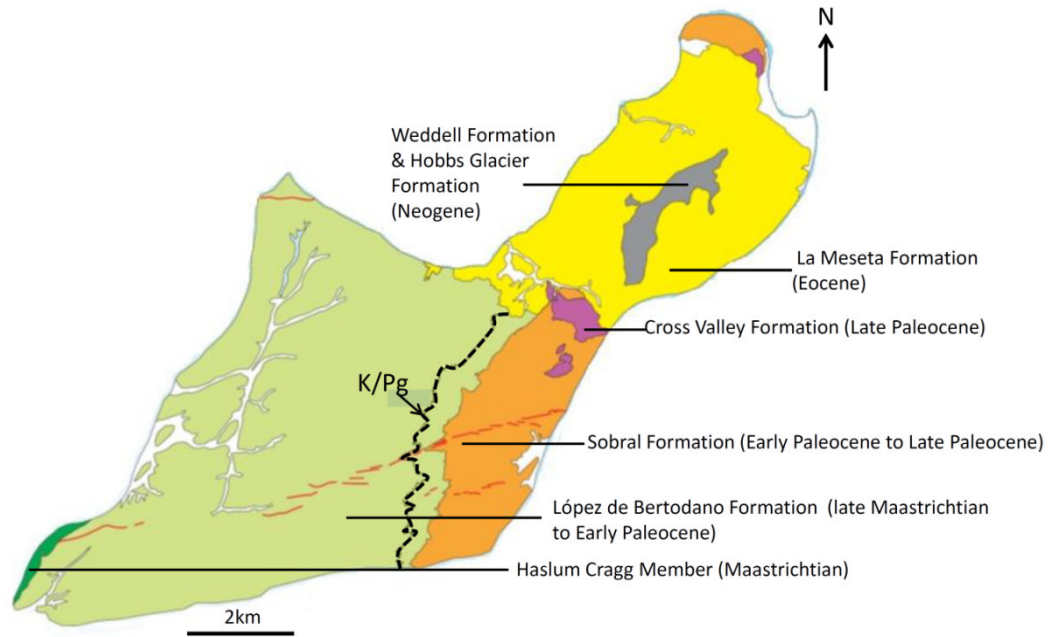 N
Weddell Formation
& Hobbs Glacier
Formation
(Neogene)
La Meseta Formation
(Eocene)
Cross Valley Formation (Late Paleocene)
K/Pg
Sobral Formation (Early Paleocene to Late Paleocene)
López de Bertodano Formation (late Maastrichtian
to Early Paleocene)
Haslum Cragg Member (Maastrichtian)
2km